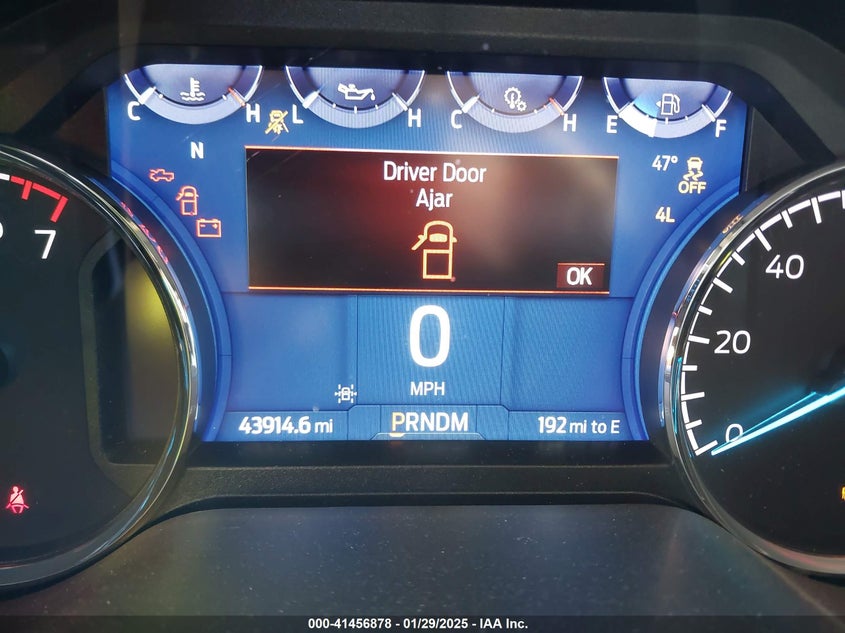 C H L H C H E F
N
47°
OFF
4L
Driver Door
Ajar
OK
7
0
MPH
40
20
0
43914.6 mi
PRNDM
192 mi to E
000-41456878 - 01/29/2025 - IAA Inc.